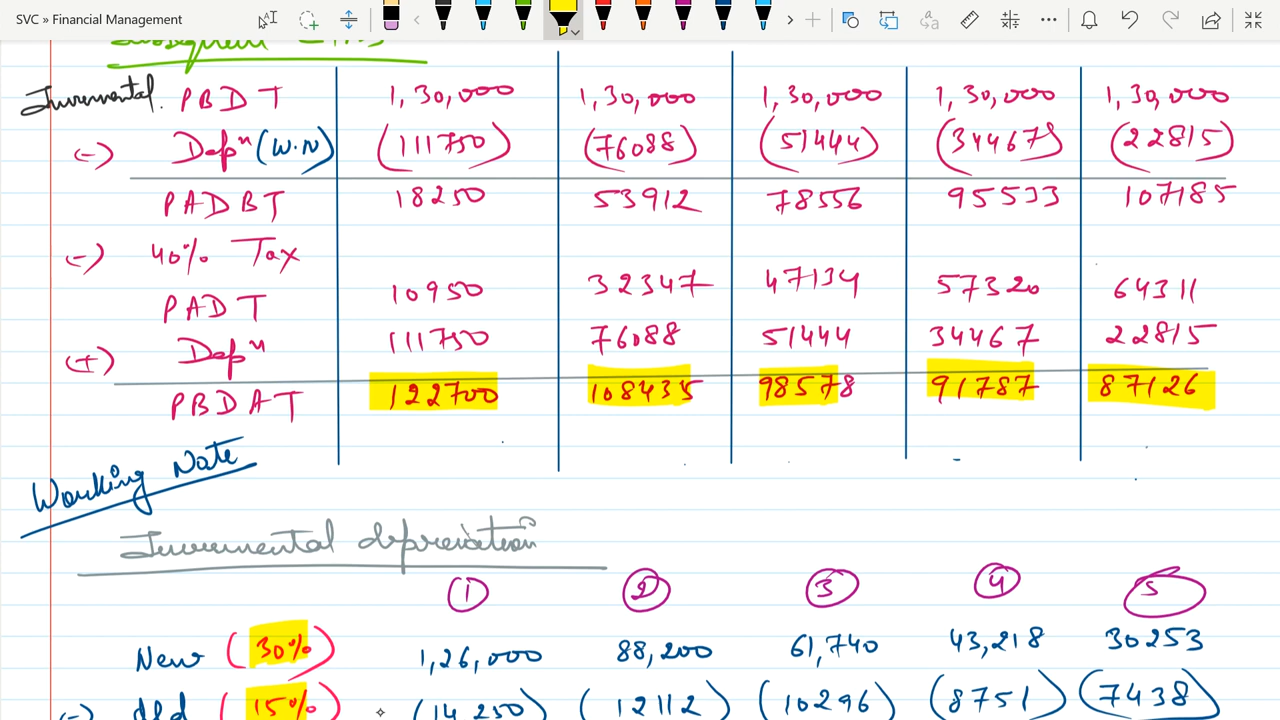 SVC » Financial Management
Subsequent
Incremental. PBDT 1,30,000 1,30,000 1,30,000 1,30,000 1,30,000
(-) Depⁿ (W.N) (111750) (76088) (51444) (34467) (22815)
PADBT 18250 53912 78556 95533 107185
(-) 40% Tax
PADT 10950 32347 47134 57320 64311
(+) Depⁿ 111750 76088 51444 34467 22815
PBDAT 122700 108435 98578 91787 87126
Working Note
Incremental depreciation
1 2 3 4 5
New (30%) 1,26,000 88,200 61,740 43,218 30253
(-) Old (15%) (14,250) (12112) (10296) (8751) (7438)